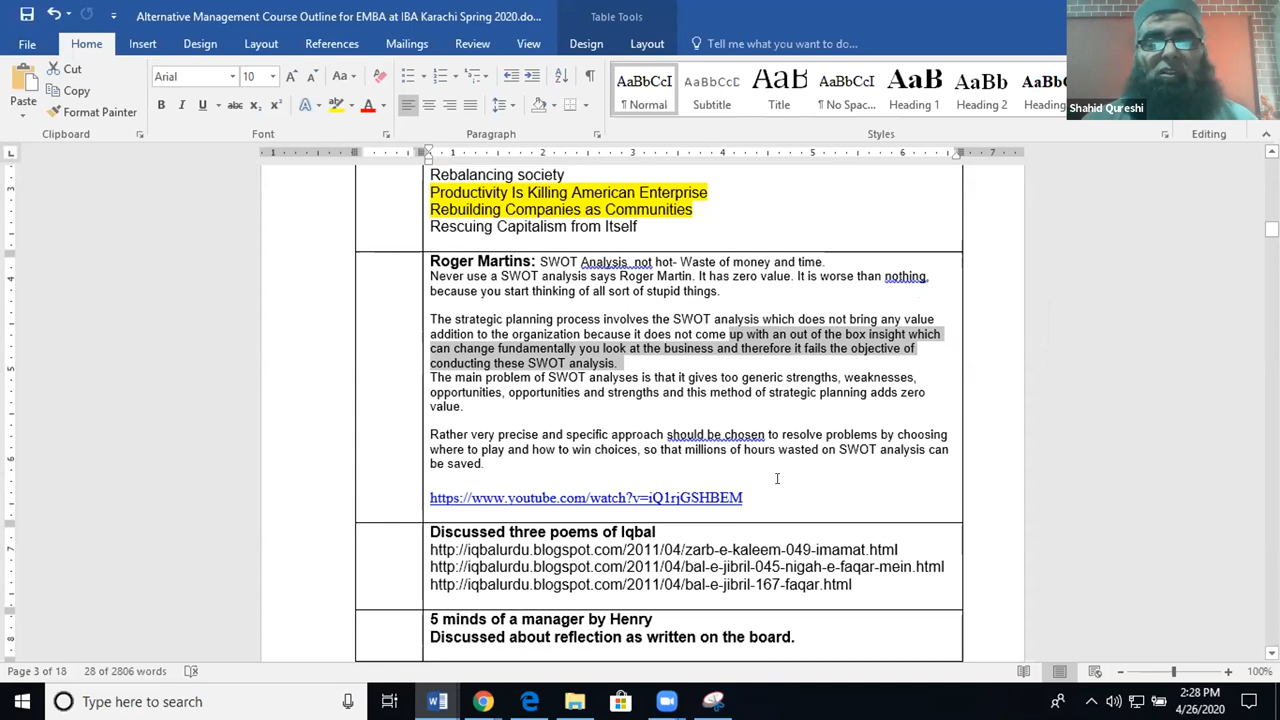 Alternative Management Course Outline for EMBA at IBA Karachi Spring 2020.do...
Table Tools
File
Home
Insert
Design
Layout
References
Mailings
Review
View
Design
Layout
Tell me what you want to do...
Paste
Cut
Copy
Format Painter
Clipboard
Arial
10
Font
Paragraph
AaBbCcI
¶ Normal
AaBbCcD
Subtitle
AaBb
Title
AaBbCcI
¶ No Spac...
AaB
Heading 1
AaBb
Heading 2
AaBbCc
Heading
Styles
Editing
Shahid Qureshi
Rebalancing society
Productivity Is Killing American Enterprise
Rebuilding Companies as Communities
Rescuing Capitalism from Itself
Roger Martins: SWOT Analysis not hot- Waste of money and time.
Never use a SWOT analysis says Roger Martin. It has zero value. It is worse than nothing,
because you start thinking of all sort of stupid things.
The strategic planning process involves the SWOT analysis which does not bring any value
addition to the organization because it does not come up with an out of the box insight which
can change fundamentally you look at the business and therefore it fails the objective of
conducting these SWOT analysis.
The main problem of SWOT analyses is that it gives too generic strengths, weaknesses,
opportunities, opportunities and strengths and this method of strategic planning adds zero
value.
Rather very precise and specific approach should be chosen to resolve problems by choosing
where to play and how to win choices, so that millions of hours wasted on SWOT analysis can
be saved.
https://www.youtube.com/watch?v=iQ1rjGSHBEM
Discussed three poems of Iqbal
http://iqbalurdu.blogspot.com/2011/04/zarb-e-kaleem-049-imamat.html
http://iqbalurdu.blogspot.com/2011/04/bal-e-jibril-045-nigah-e-faqar-mein.html
http://iqbalurdu.blogspot.com/2011/04/bal-e-jibril-167-faqar.html
5 minds of a manager by Henry
Discussed about reflection as written on the board.
Page 3 of 18
28 of 2806 words
100%
Type here to search
2:28 PM
4/26/2020